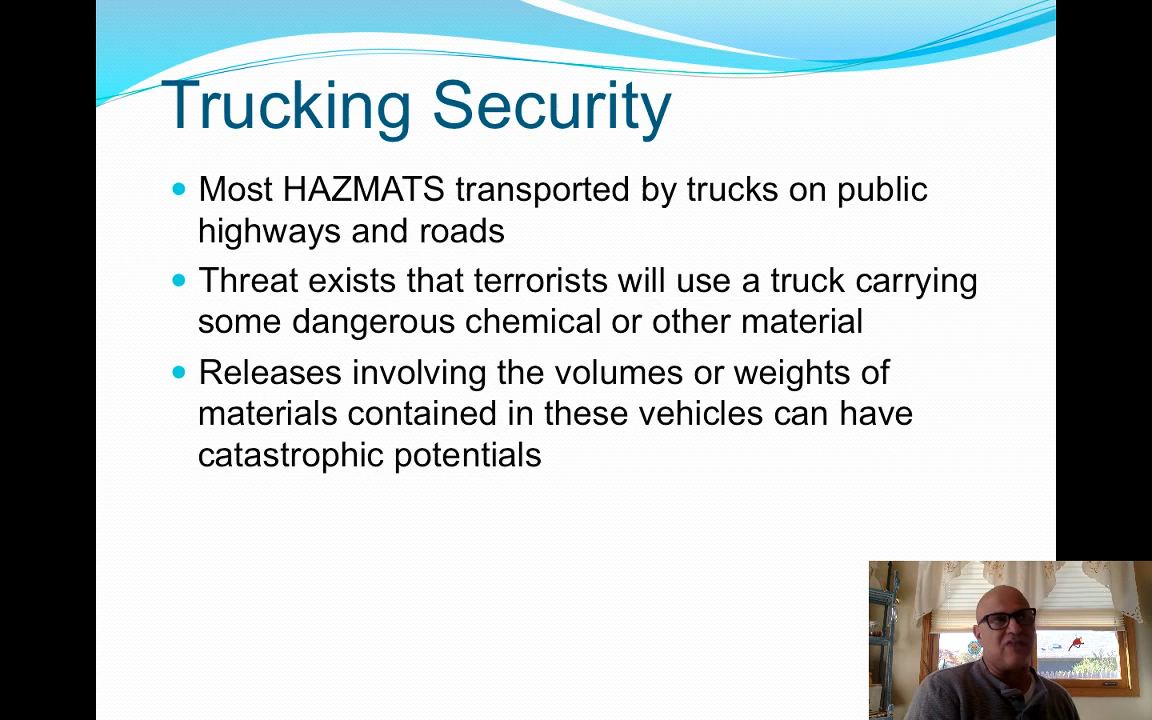 Trucking Security
Most HAZMATS transported by trucks on public
highways and roads
Threat exists that terrorists will use a truck carrying
some dangerous chemical or other material
Releases involving the volumes or weights of
materials contained in these vehicles can have
catastrophic potentials